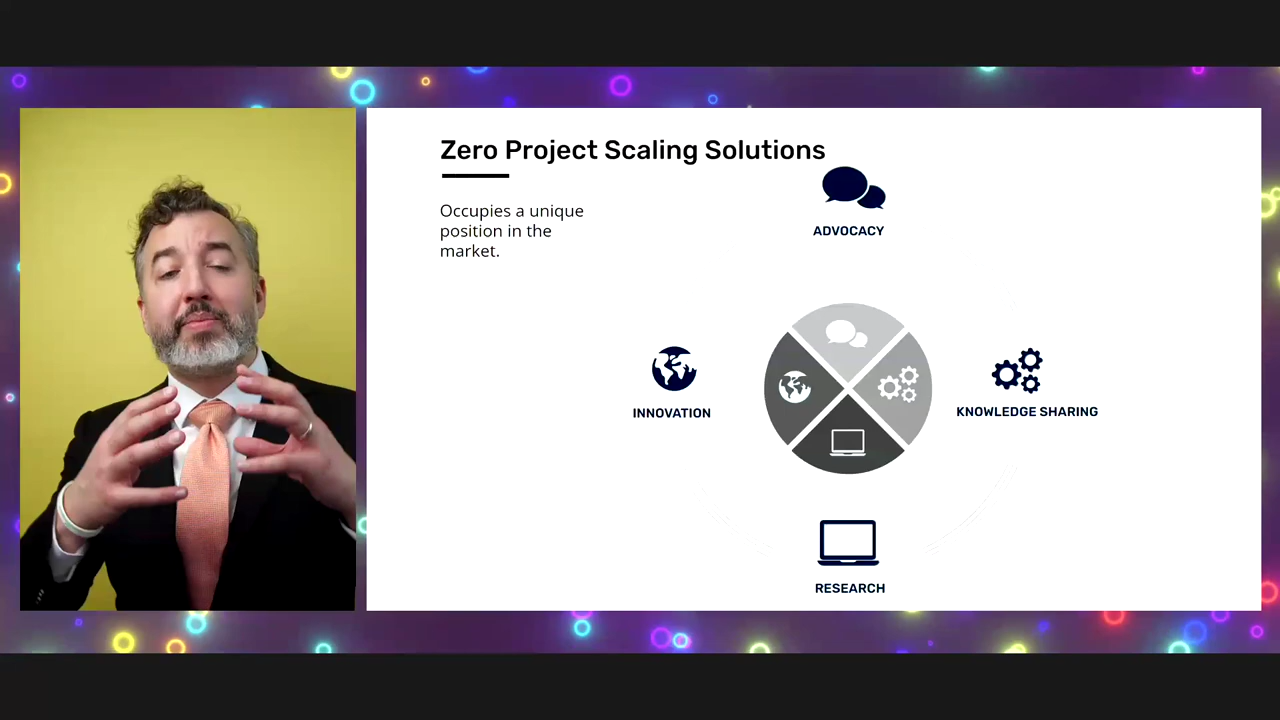 Zero Project Scaling Solutions
Occupies a unique
position in the
market.
ADVOCACY
INNOVATION
KNOWLEDGE SHARING
RESEARCH